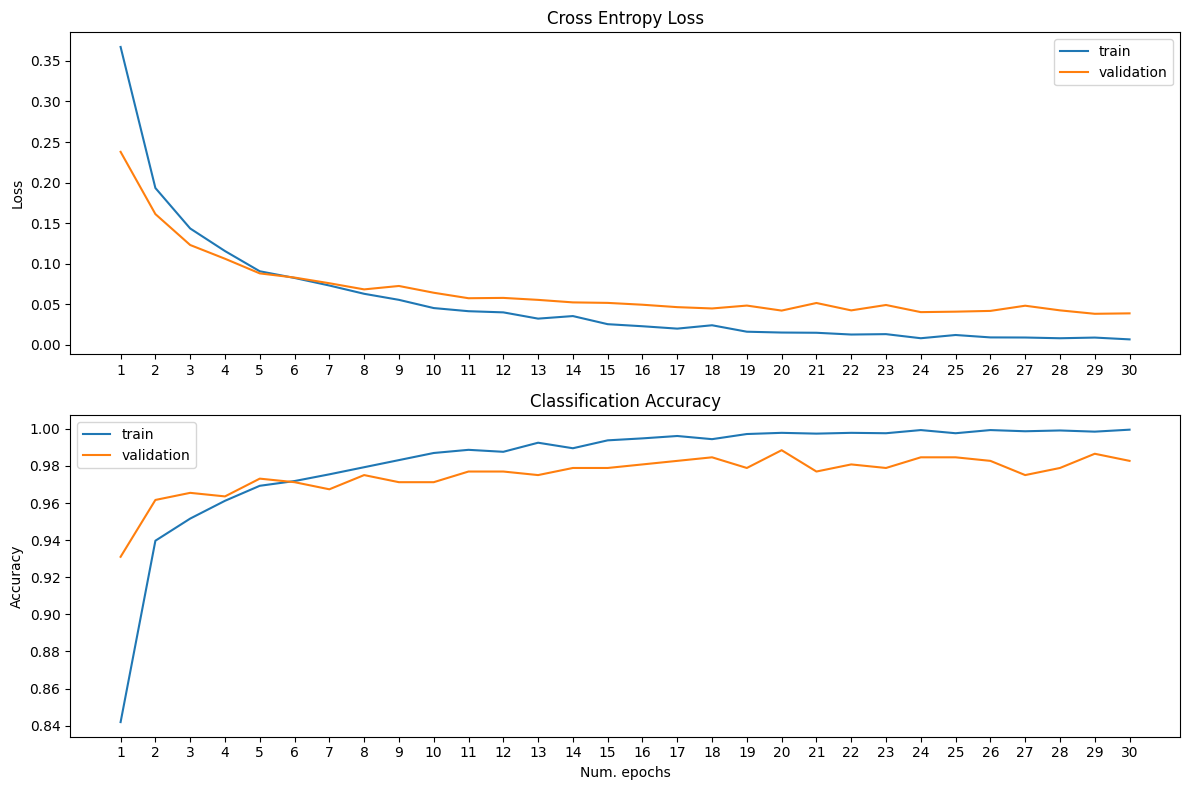 Cross Entropy Loss
train
validation
Loss
0.35
0.30
0.25
0.20
0.15
0.10
0.05
0.00
1 2 3 4 5 6 7 8 9 10 11 12 13 14 15 16 17 18 19 20 21 22 23 24 25 26 27 28 29 30
Classification Accuracy
train
validation
Accuracy
1.00
0.98
0.96
0.94
0.92
0.90
0.88
0.86
0.84
1 2 3 4 5 6 7 8 9 10 11 12 13 14 15 16 17 18 19 20 21 22 23 24 25 26 27 28 29 30
Num. epochs